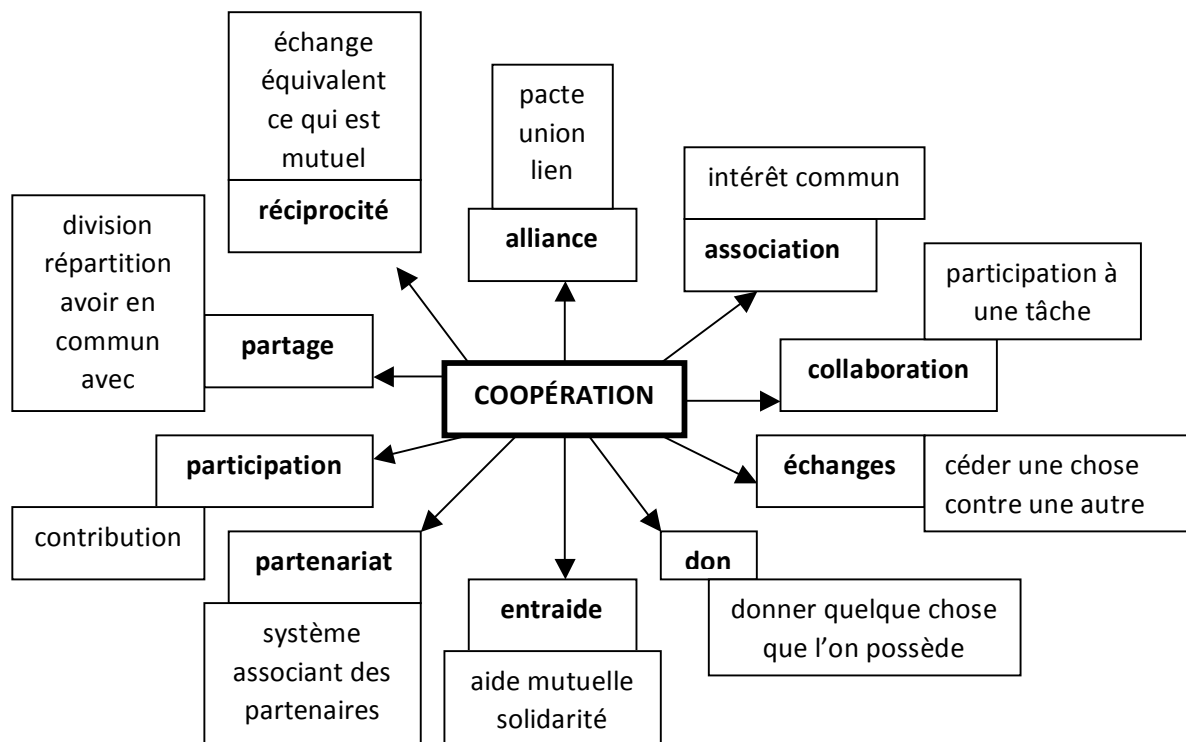 échange
équivalent
ce qui est
mutuel
réciprocité
pacte
union
lien
alliance
intérêt commun
association
participation à
une tâche
collaboration
division
répartition
avoir en
commun
avec
partage
COOPÉRATION
participation
contribution
échanges
céder une chose
contre une autre
partenariat
système
associant des
partenaires
entraide
aide mutuelle
solidarité
don
donner quelque chose
que l’on possède